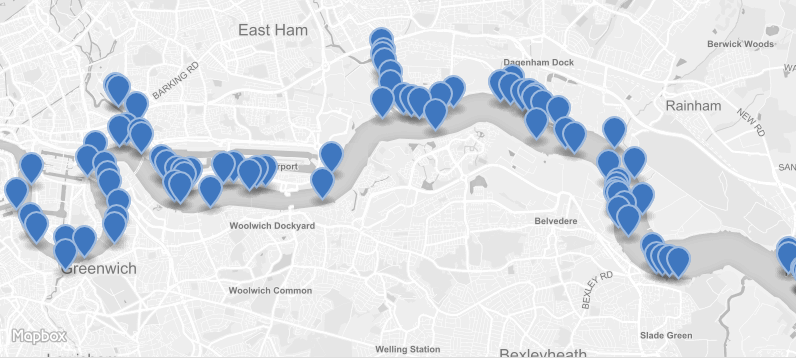 East Ham
Berwick Woods
Dagenham Dock
BARKING RD
Rainham
NEW RD
Woolwich Dockyard
Belvedere
Greenwich
BEXLEY RD
Woolwich Common
Slade Green
Mapbox
Welling Station
Bexleyheath